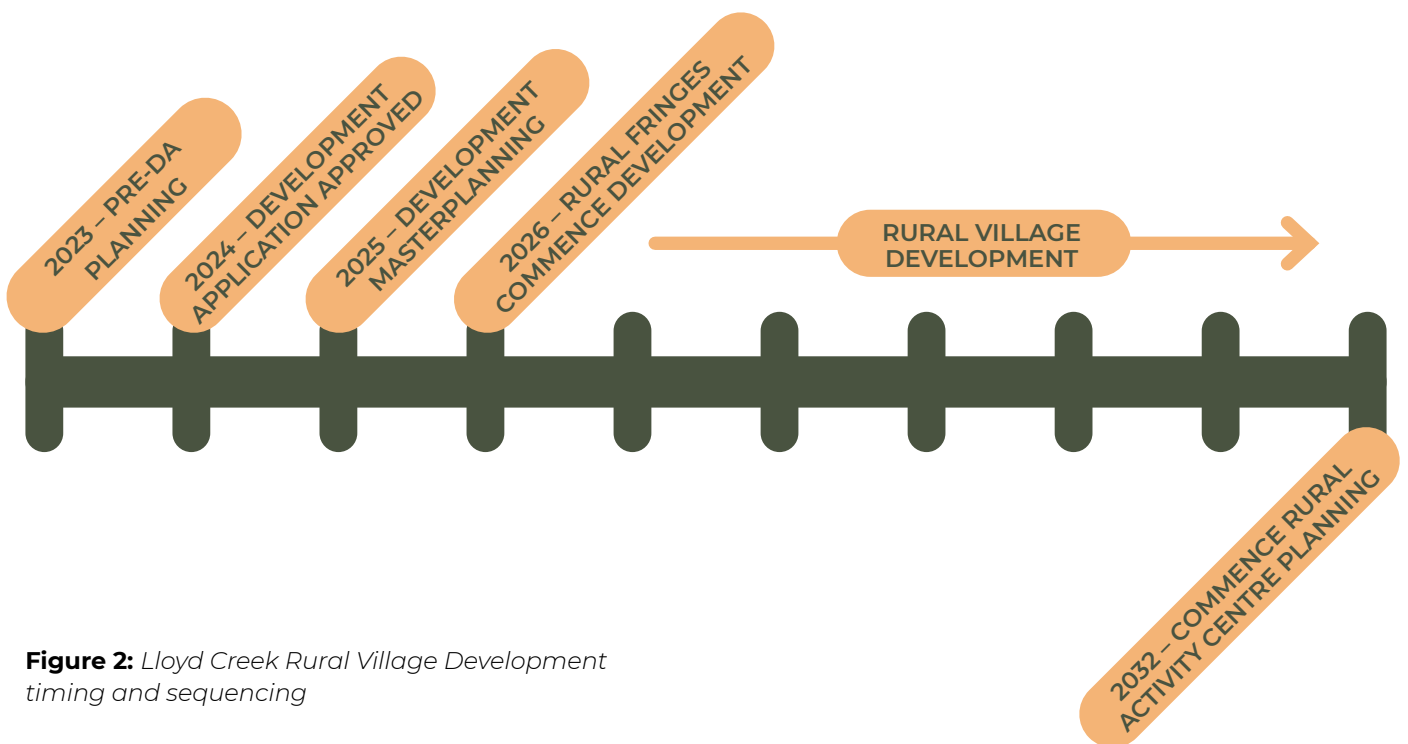 2023 – PRE-DA
PLANNING
2024 – DEVELOPMENT
APPLICATION APPROVED
2025 – DEVELOPMENT
MASTERPLANNING
2026 – RURAL FRINGES
COMMENCE DEVELOPMENT
RURAL VILLAGE
DEVELOPMENT
2032 – COMMENCE RURAL
ACTIVITY CENTRE PLANNING
Figure 2: Lloyd Creek Rural Village Development
timing and sequencing